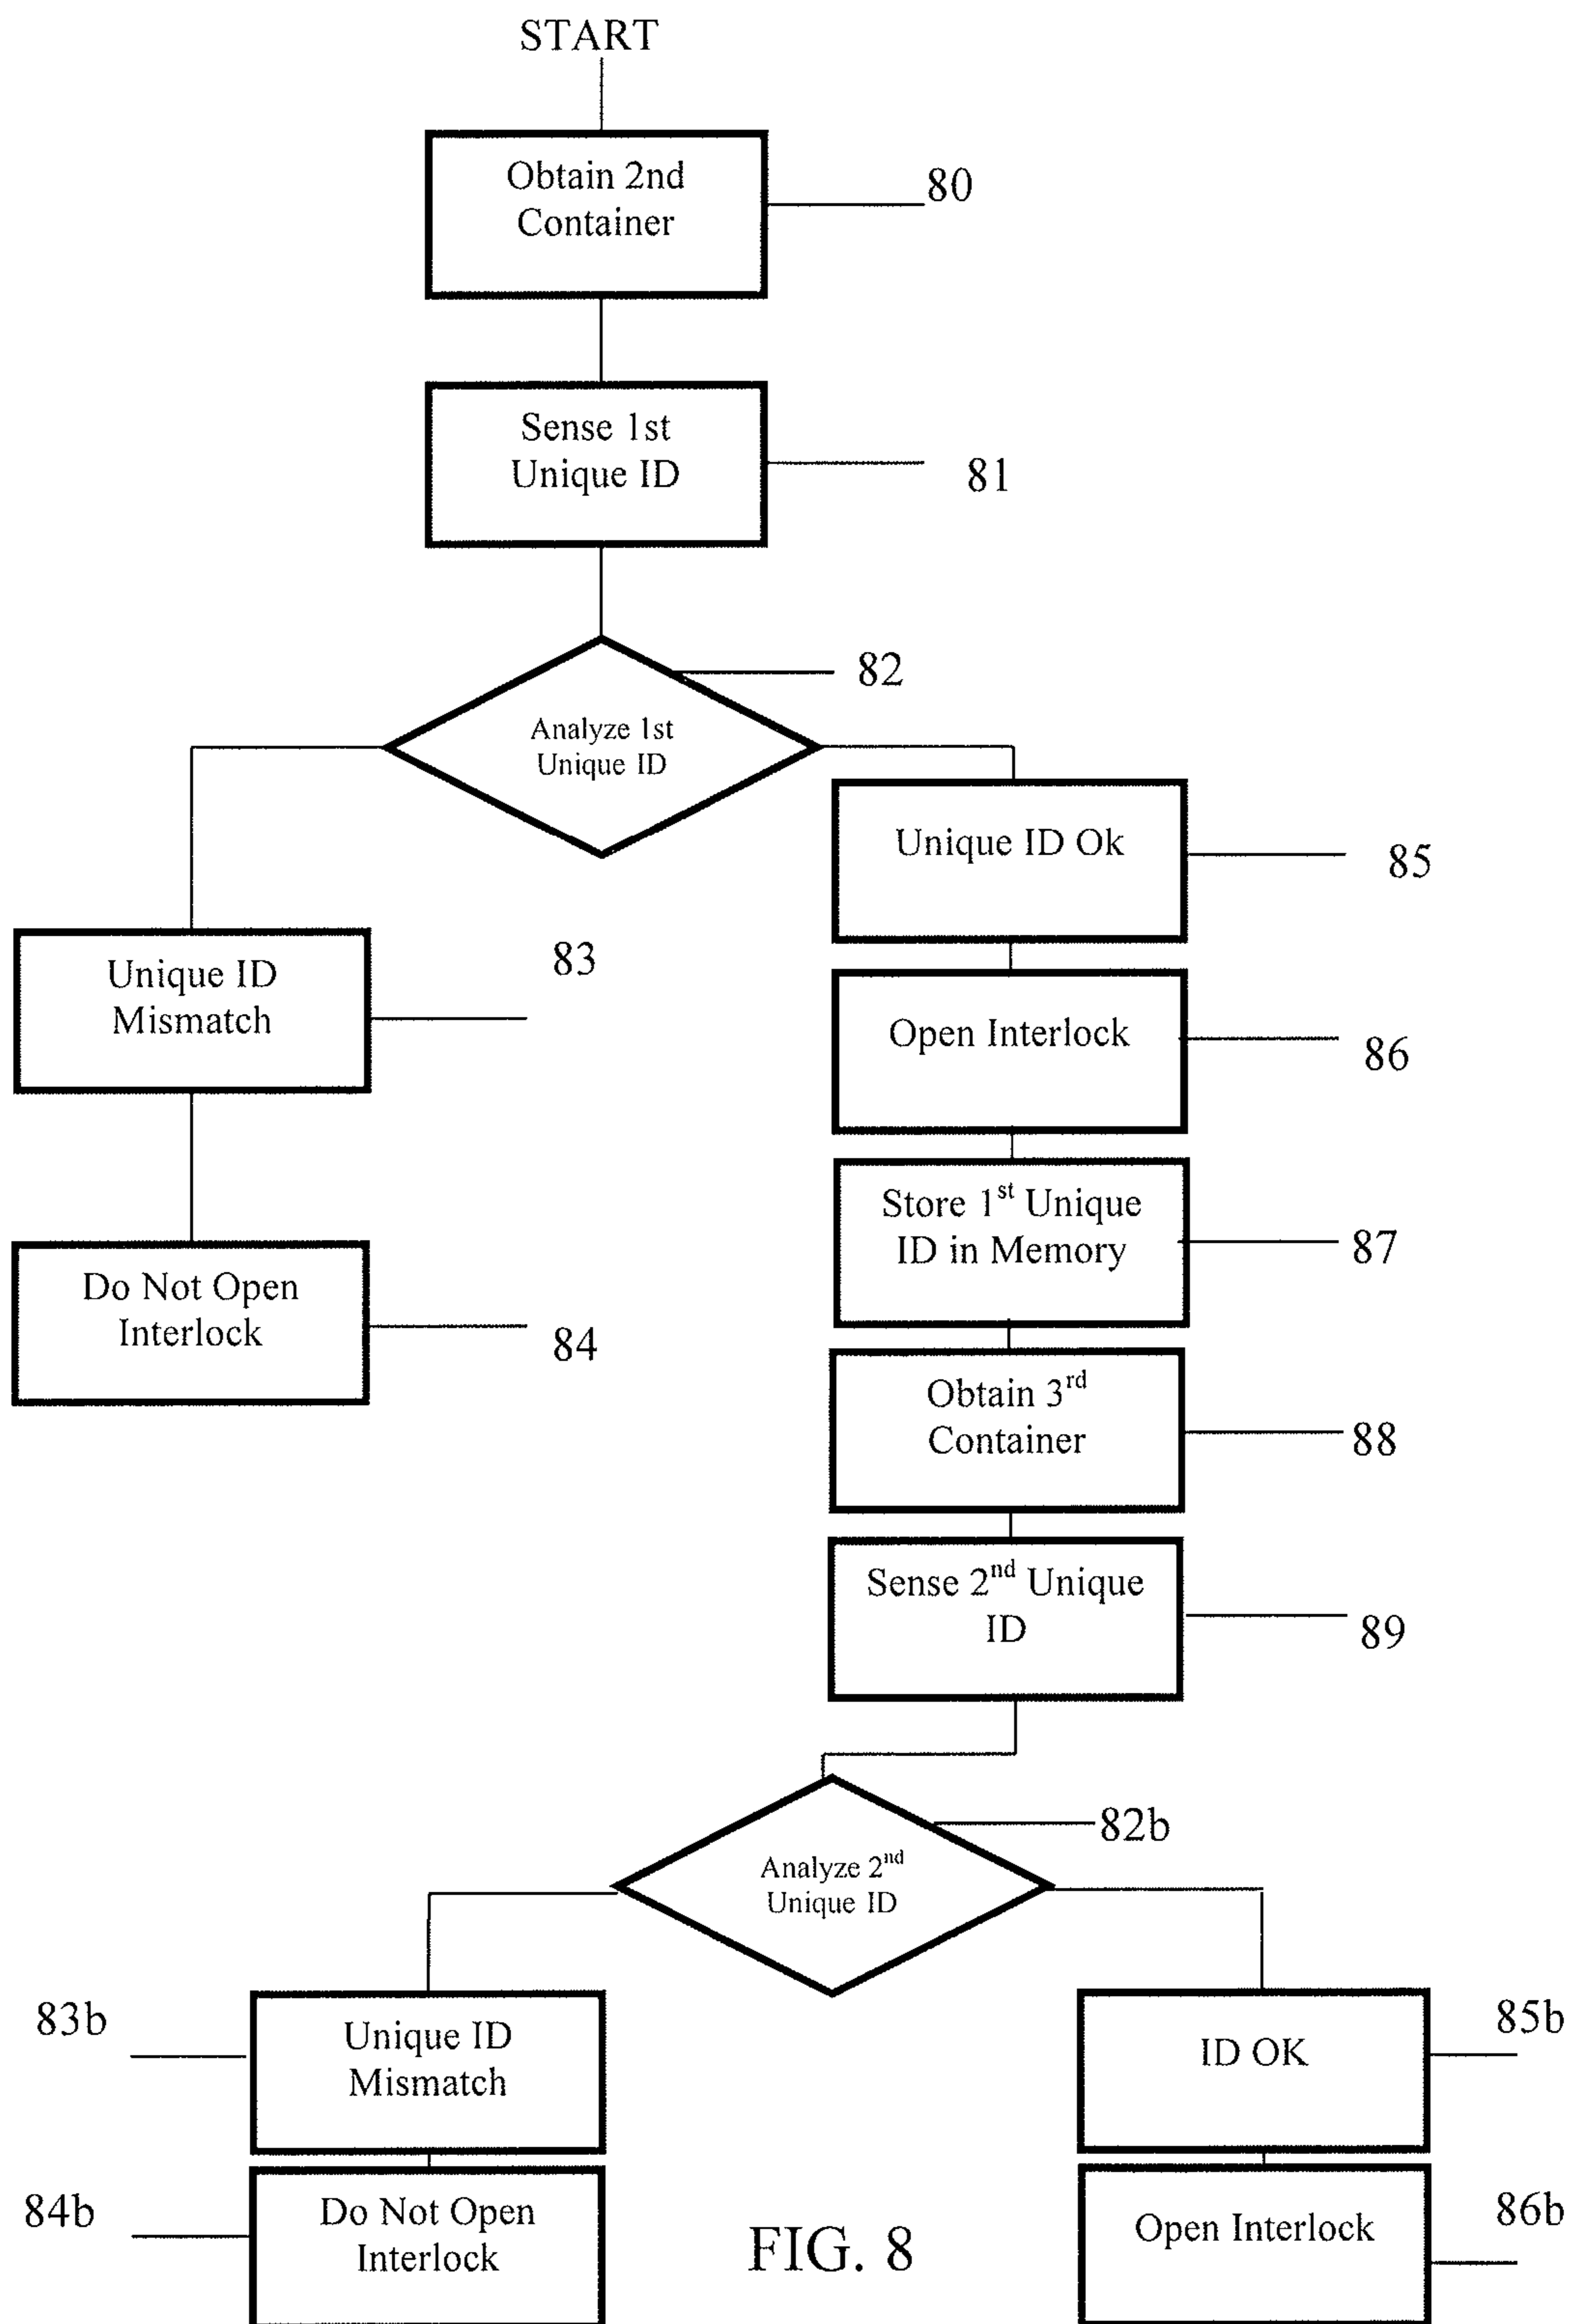 START
Obtain 2nd
Container
80
Sense 1st
Unique ID
81
82
Analyze 1st
Unique ID
Unique ID Ok
85
Unique ID
Mismatch
83
Open Interlock
86
Store 1st Unique
ID in Memory
87
Do Not Open
Interlock
84
Obtain 3rd
Container
88
Sense 2nd Unique
ID
89
82b
Analyze 2nd
Unique ID
83b
Unique ID
Mismatch
ID OK
85b
84b
Do Not Open
Interlock
FIG. 8
Open Interlock
86b